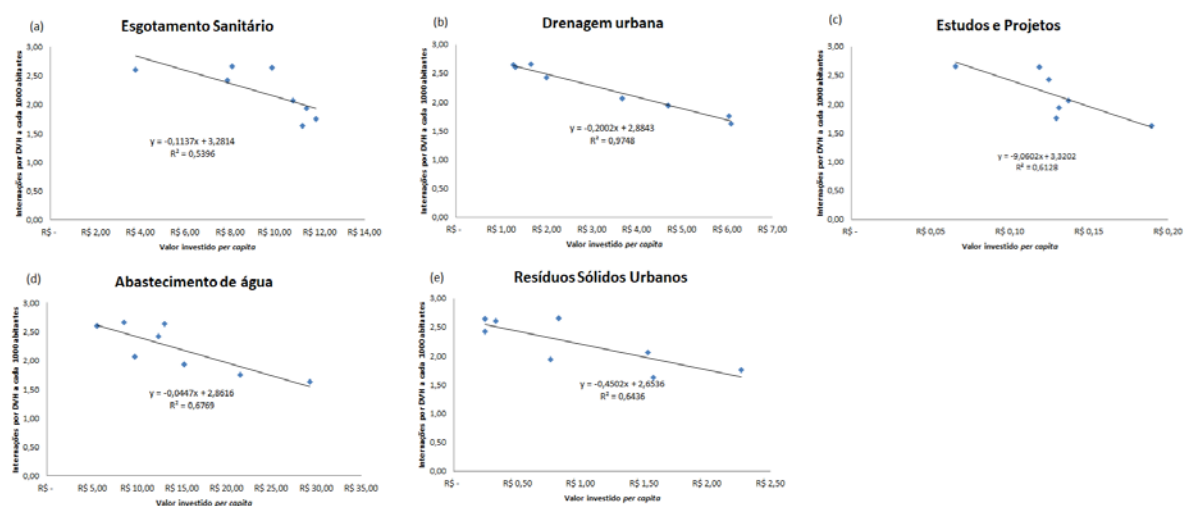 (a)
Esgotamento Sanitário
Internações por DVH a cada 1000 abitantes
3,00
2,50
2,00
1,50
1,00
0,50
0,00
y = -0,1137x + 3,2814
R² = 0,5396
R$ - R$ 2,00 R$ 4,00 R$ 6,00 R$ 8,00 R$ 10,00 R$ 12,00 R$ 14,00
Valor investido per capita
(b)
Drenagem urbana
Internações por DVH a cada 1000 abitantes
3,00
2,50
2,00
1,50
1,00
0,50
0,00
y = -0,2002x + 2,8843
R² = 0,9748
R$ - R$ 1,00 R$ 2,00 R$ 3,00 R$ 4,00 R$ 5,00 R$ 6,00 R$ 7,00
Valor investido per capita
(c)
Estudos e Projetos
Internações por DVH a cada 1000 abitantes
3,00
2,50
2,00
1,50
1,00
0,50
0,00
y = -9,0602x + 3,3202
R² = 0,6128
R$ - R$ 0,05 R$ 0,10 R$ 0,15 R$ 0,20
Valor investido per capita
(d)
Abastecimento de água
Internações por DVH a cada 1000 abitantes
3,00
2,50
2,00
1,50
1,00
0,50
0,00
y = -0,0447x + 2,8616
R² = 0,6769
R$ - R$ 5,00 R$ 10,00 R$ 15,00 R$ 20,00 R$ 25,00 R$ 30,00 R$ 35,00
Valor investido per capita
(e)
Resíduos Sólidos Urbanos
Internações por DVH a cada 1000 abitantes
3,00
2,50
2,00
1,50
1,00
0,50
0,00
y = -0,4502x + 2,6536
R² = 0,6436
R$ - R$ 0,50 R$ 1,00 R$ 1,50 R$ 2,00 R$ 2,50
Valor investido per capita